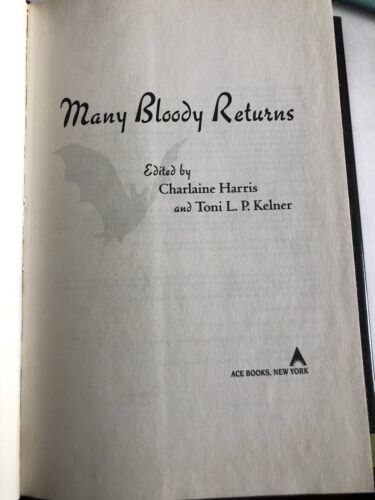 Many Bloody Returns
Edited by
Charlaine Harris
and Toni L. P. Kelner
ACE BOOKS, NEW YORK